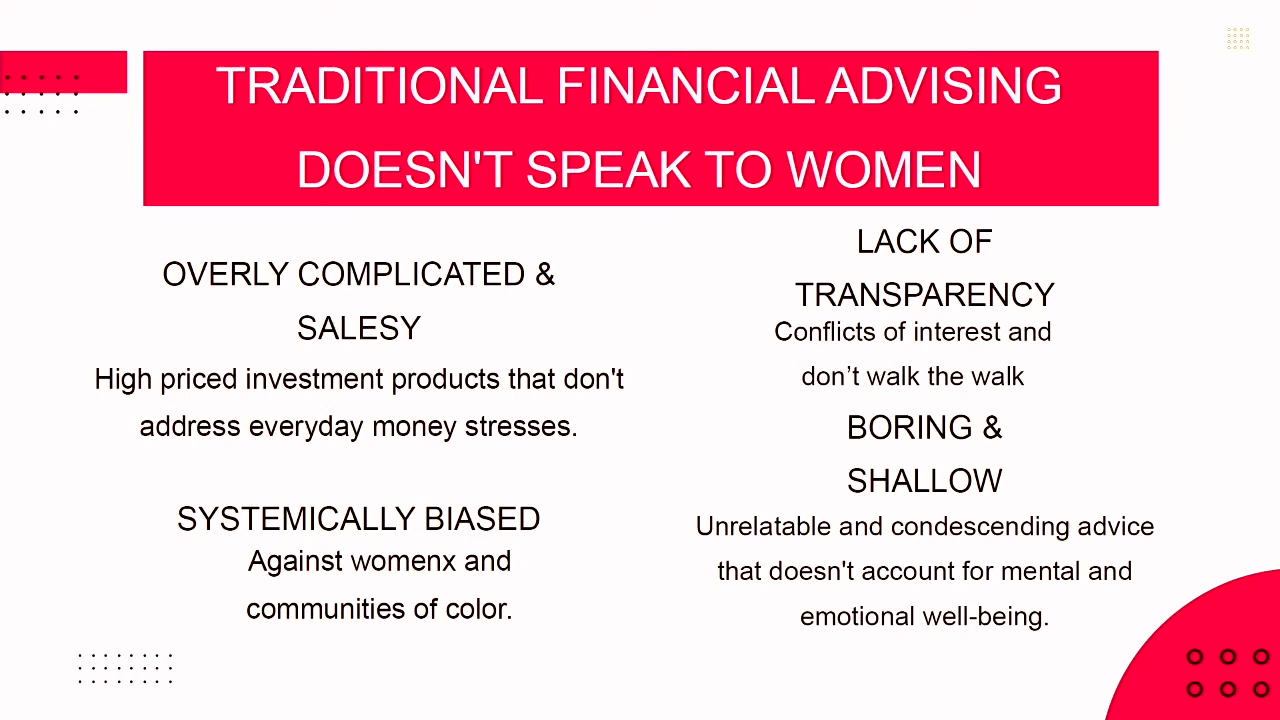 TRADITIONAL FINANCIAL ADVISING
DOESN'T SPEAK TO WOMEN
OVERLY COMPLICATED &
SALESY
High priced investment products that don't
address everyday money stresses.
SYSTEMICALLY BIASED
Against womenx and
communities of color.
LACK OF
TRANSPARENCY
Conflicts of interest and
don’t walk the walk
BORING &
SHALLOW
Unrelatable and condescending advice
that doesn't account for mental and
emotional well-being.